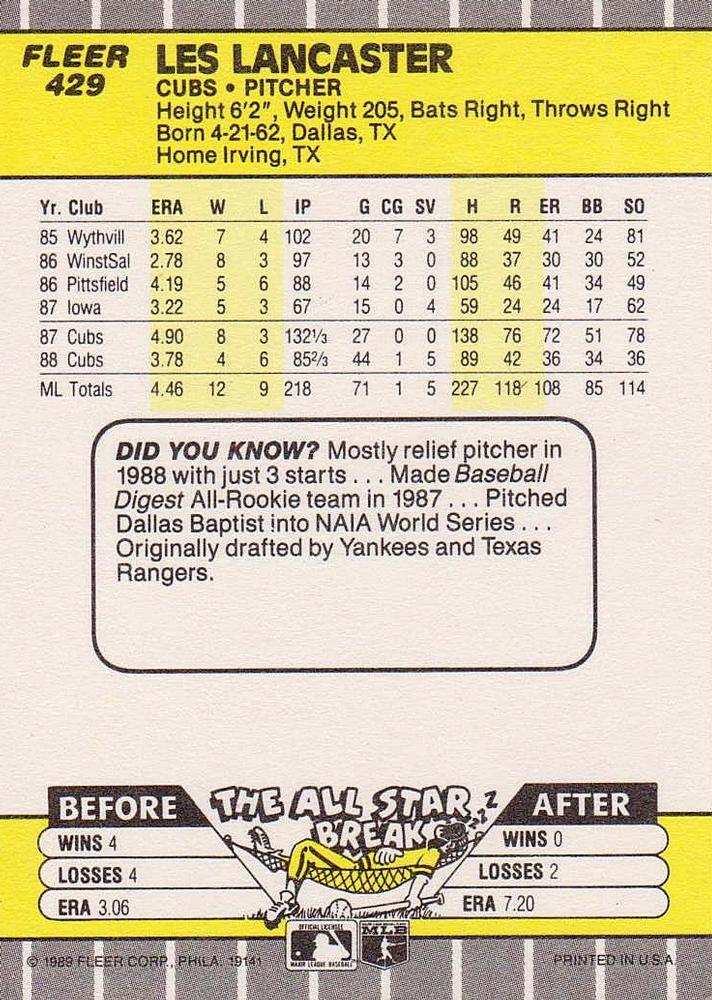 FLEER
429
LES LANCASTER
CUBS • PITCHER
Height 6'2", Weight 205, Bats Right, Throws Right
Born 4-21-62, Dallas, TX
Home Irving, TX
Yr. Club ERA W L IP G CG SV H R ER BB SO
85 Wythvill 3.62 7 4 102 20 7 3 98 49 41 24 81
86 WinstSal 2.78 8 3 97 13 3 0 88 37 30 30 52
86 Pittsfield 4.19 5 6 88 14 2 0 105 46 41 34 49
87 Iowa 3.22 5 3 67 15 0 4 59 24 24 17 62
87 Cubs 4.90 8 3 132⅓ 27 0 0 138 76 72 51 78
88 Cubs 3.78 4 6 85⅔ 44 1 5 89 42 36 34 36
ML Totals 4.46 12 9 218 71 1 5 227 118 108 85 114
DID YOU KNOW? Mostly relief pitcher in
1988 with just 3 starts . . . Made Baseball
Digest All-Rookie team in 1987 . . . Pitched
Dallas Baptist into NAIA World Series . . .
Originally drafted by Yankees and Texas
Rangers.
THE ALL STAR
BREAK
ZZZ
BEFORE
WINS 4
LOSSES 4
ERA 3.06
AFTER
WINS 0
LOSSES 2
ERA 7.20
OFFICIAL LICENSEE
MAJOR LEAGUE BASEBALL
MLB
© 1989 FLEER CORP., PHILA. 19141
PRINTED IN U.S.A.